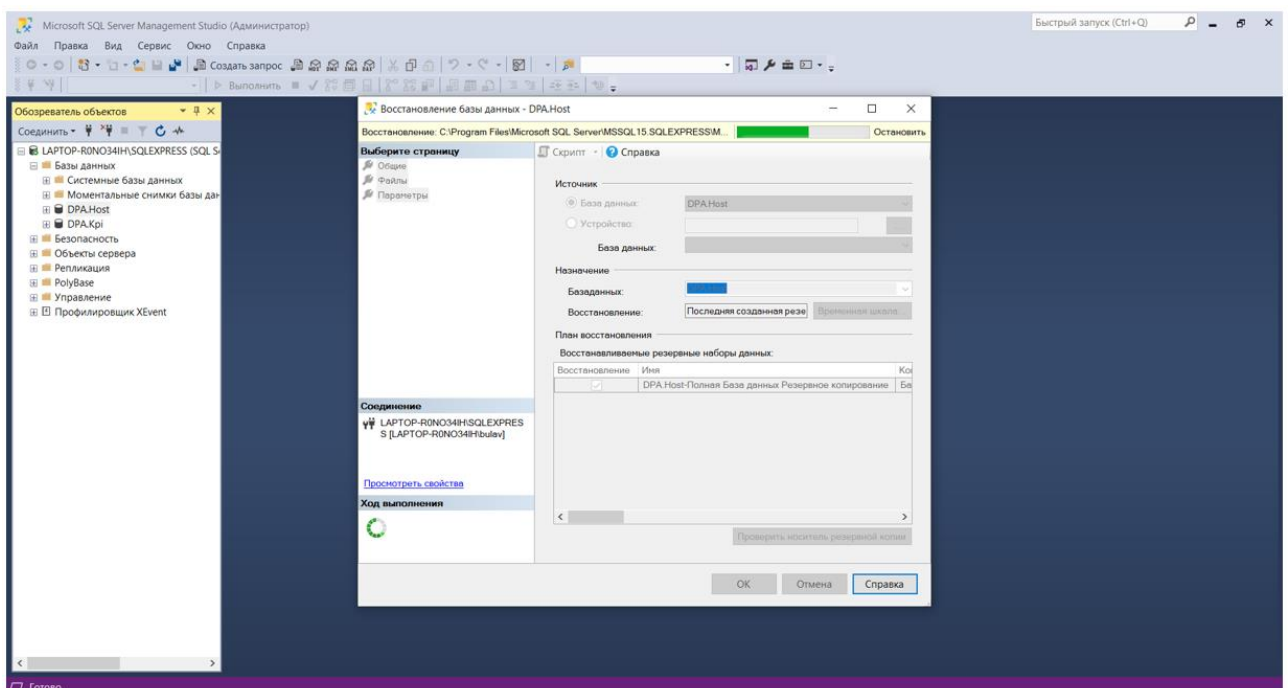 Microsoft SQL Server Management Studio (Администратор)
Быстрый запуск (Ctrl+Q)
Файл Правка Вид Сервис Окно Справка
Создать запрос
Выполнить
Обозреватель объектов
Соединить
LAPTOP-R0NO34IH\SQLEXPRESS (SQL S
Базы данных
Системные базы данных
Моментальные снимки базы дан
DPA.Host
DPA.Kpi
Безопасность
Объекты сервера
Репликация
PolyBase
Управление
Профилировщик XEvent
Восстановление базы данных - DPA.Host
Восстановление: C:\Program Files\Microsoft SQL Server\MSSQL15.SQLEXPRESS\M...
Остановить
Выберите страницу
Общие
Файлы
Параметры
Скрипт
Справка
Источник
База данных:
DPA.Host
Устройство:
...
База данных:
Назначение
Базаданных:
Восстановление:
Последняя созданная резе
Временная шкала...
План восстановления
Восстанавливаемые резервные наборы данных:
Восстановление Имя Ко
DPA.Host-Полная База данных Резервное копирование Ба
Соединение
LAPTOP-R0NO34IH\SQLEXPRES
S [LAPTOP-R0NO34IH\bulav]
Просмотреть свойства
Ход выполнения
Проверить носитель резервной копии
OK Отмена Справка
Готово